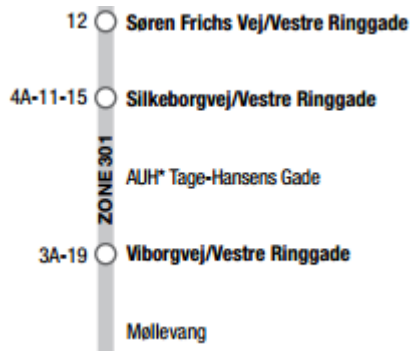 12 Søren Frichs Vej/Vestre Ringgade
4A-11-15 Silkeborgvej/Vestre Ringgade
ZONE 301
AUH* Tage-Hansens Gade
3A-19 Viborgvej/Vestre Ringgade
Møllevang